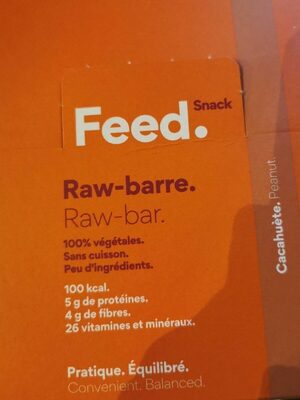 Snack
Feed.
Raw-barre.
Raw-bar.
100% végétales.
Sans cuisson.
Peu d'ingrédients.
100 kcal.
5 g de protéines.
4 g de fibres.
26 vitamines et minéraux.
Pratique. Équilibré.
Convenient. Balanced.
Cacahuète. Peanut.